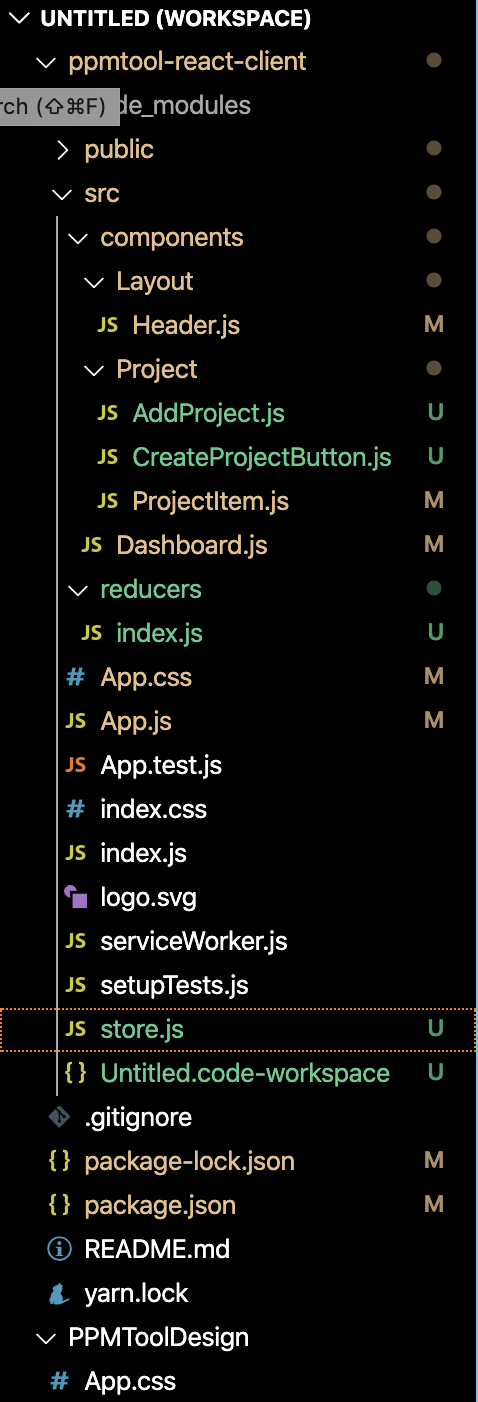 UNTITLED (WORKSPACE)
ppmtool-react-client
rch (⇧⌘F) de_modules
public
src
components
Layout
JS Header.js M
Project
JS AddProject.js U
JS CreateProjectButton.js U
JS ProjectItem.js M
JS Dashboard.js M
reducers
JS index.js U
# App.css M
JS App.js M
JS App.test.js
# index.css
JS index.js
logo.svg
JS serviceWorker.js
JS setupTests.js
JS store.js U
{} Untitled.code-workspace U
.gitignore
{} package-lock.json M
{} package.json M
README.md
yarn.lock
PPMToolDesign
# App.css